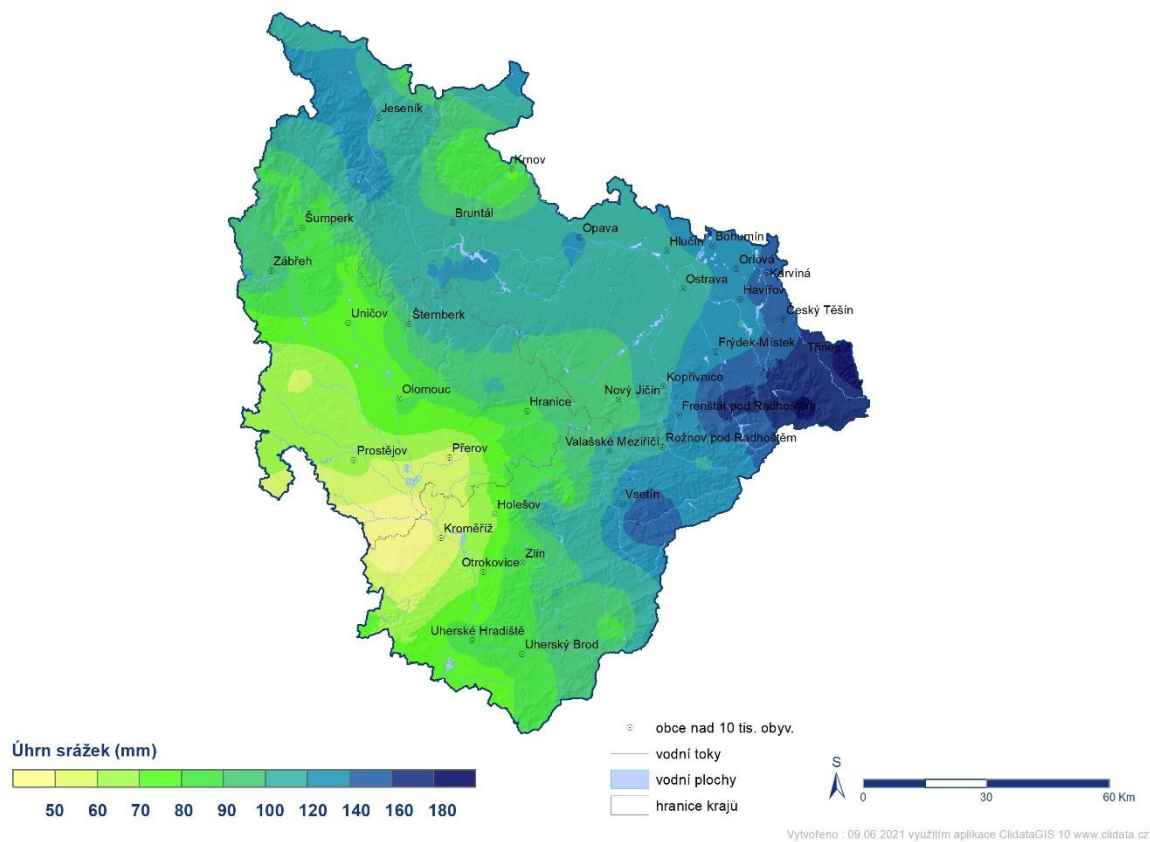 Jeseník
Krnov
Šumperk
Bruntál
Opava
Hlučín
Bohumín
Zábřeh
Orlová
Karviná
Ostrava
Havířov
Uničov
Šternberk
Český Těšín
Frýdek-Místek
Třinec
Olomouc
Hranice
Nový Jičín
Kopřivnice
Frenštát pod Radhoštěm
Prostějov
Přerov
Valašské Meziříčí
Rožnov pod Radhoštěm
Holešov
Vsetín
Kroměříž
Otrokovice
Zlín
Uherské Hradiště
Uherský Brod
Úhrn srážek (mm)
50 60 70 80 90 100 120 140 160 180
obce nad 10 tis. obyv.
vodní toky
vodní plochy
hranice krajů
S
0 30 60 Km
Vytvořeno : 09.06.2021 využitím aplikace ClidataGIS 10 www.clidata.cz